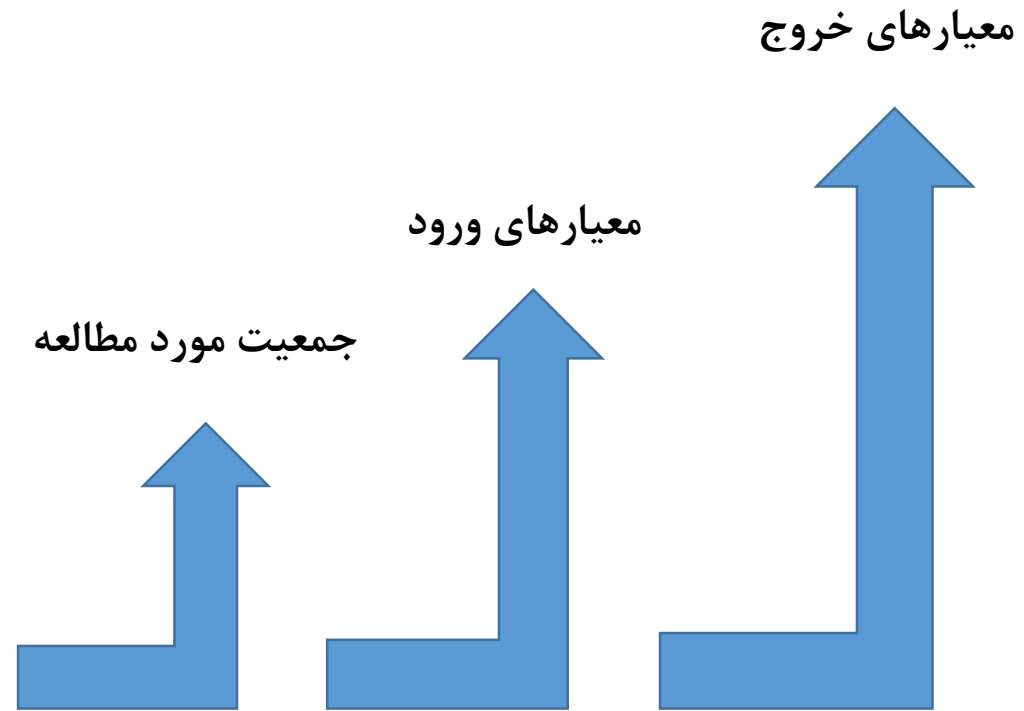 معیارهای خروج
معیارهای ورود
جمعیت مورد مطالعه